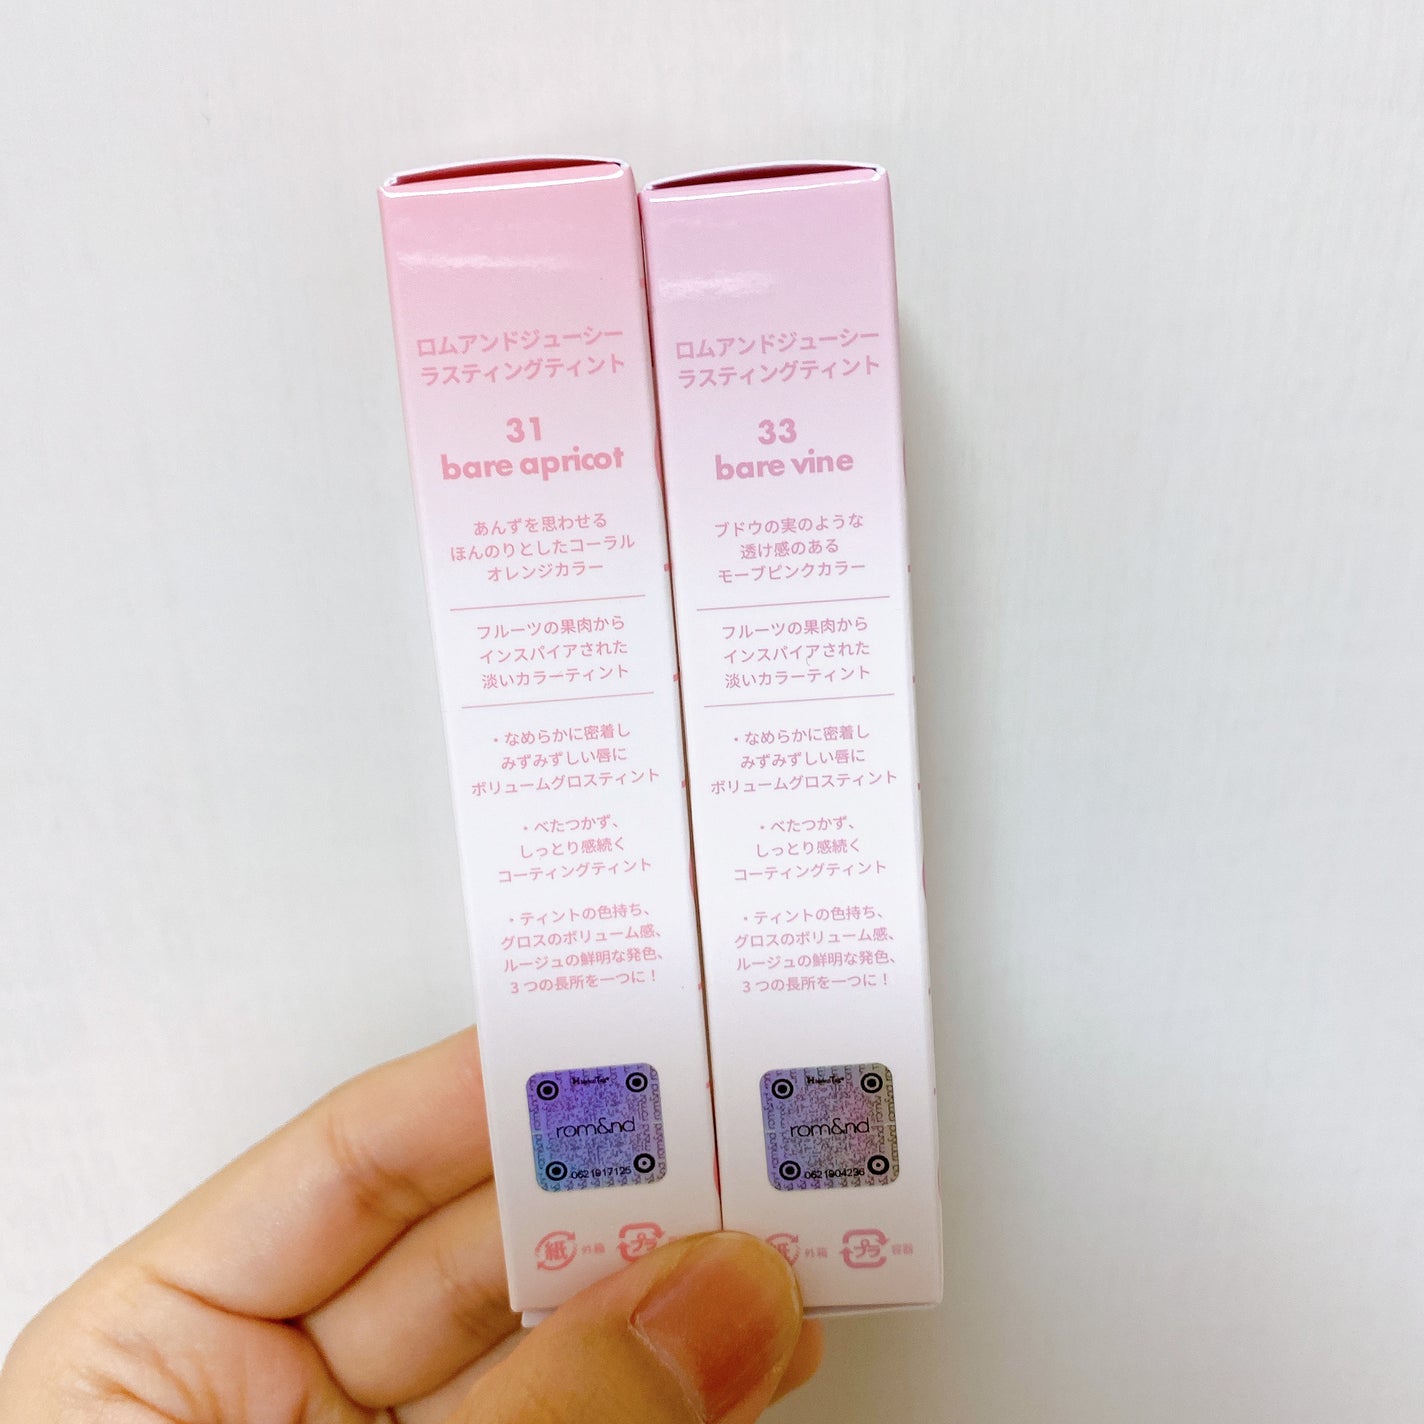 ロムアンドジューシー
ラスティングティント
31
bare apricot
あんずを思わせる
ほんのりとしたコーラル
オレンジカラー
フルーツの果肉から
インスパイアされた
淡いカラーティント
・なめらかに密着し
みずみずしい唇に
ボリュームグロスティント
・べたつかず、
しっとり感続く
コーティングティント
・ティントの色持ち、
グロスのボリューム感、
ルージュの鮮明な発色、
3つの長所を一つに！
rom&nd
0621917125
紙 外箱 プラ
ロムアンドジューシー
ラスティングティント
33
bare vine
ブドウの実のような
透け感のある
モーブピンクカラー
フルーツの果肉から
インスパイアされた
淡いカラーティント
・なめらかに密着し
みずみずしい唇に
ボリュームグロスティント
・べたつかず、
しっとり感続く
コーティングティント
・ティントの色持ち、
グロスのボリューム感、
ルージュの鮮明な発色、
3つの長所を一つに！
rom&nd
0621904236
紙 外箱 プラ 容器